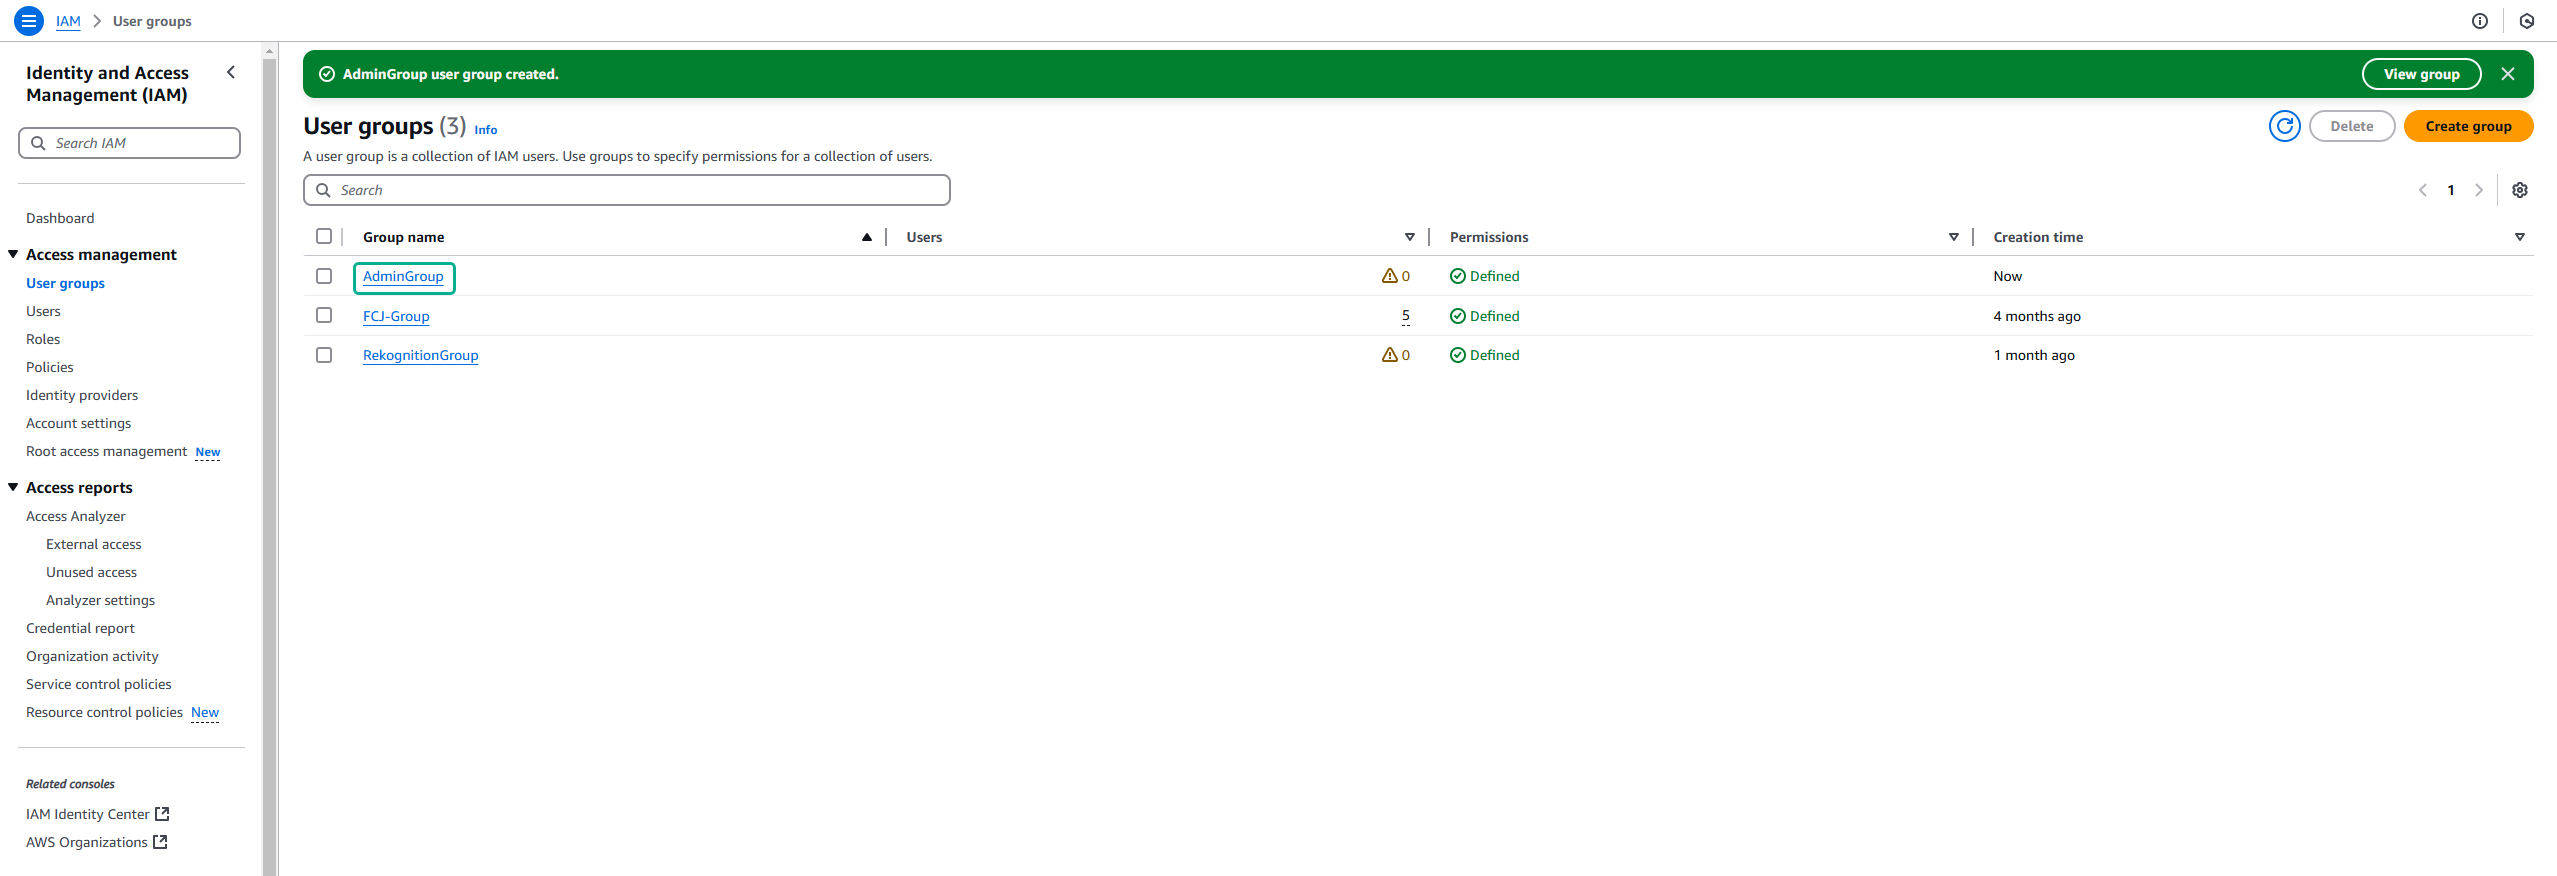 IAM > User groups
Identity and Access
Management (IAM)
Search IAM
Dashboard
Access management
User groups
Users
Roles
Policies
Identity providers
Account settings
Root access management New
Access reports
Access Analyzer
External access
Unused access
Analyzer settings
Credential report
Organization activity
Service control policies
Resource control policies New
Related consoles
IAM Identity Center
AWS Organizations
AdminGroup user group created.
View group
User groups (3) Info
Delete
Create group
A user group is a collection of IAM users. Use groups to specify permissions for a collection of users.
Search
1
Group name Users Permissions Creation time
AdminGroup 0 Defined Now
FCJ-Group 5 Defined 4 months ago
RekognitionGroup 0 Defined 1 month ago